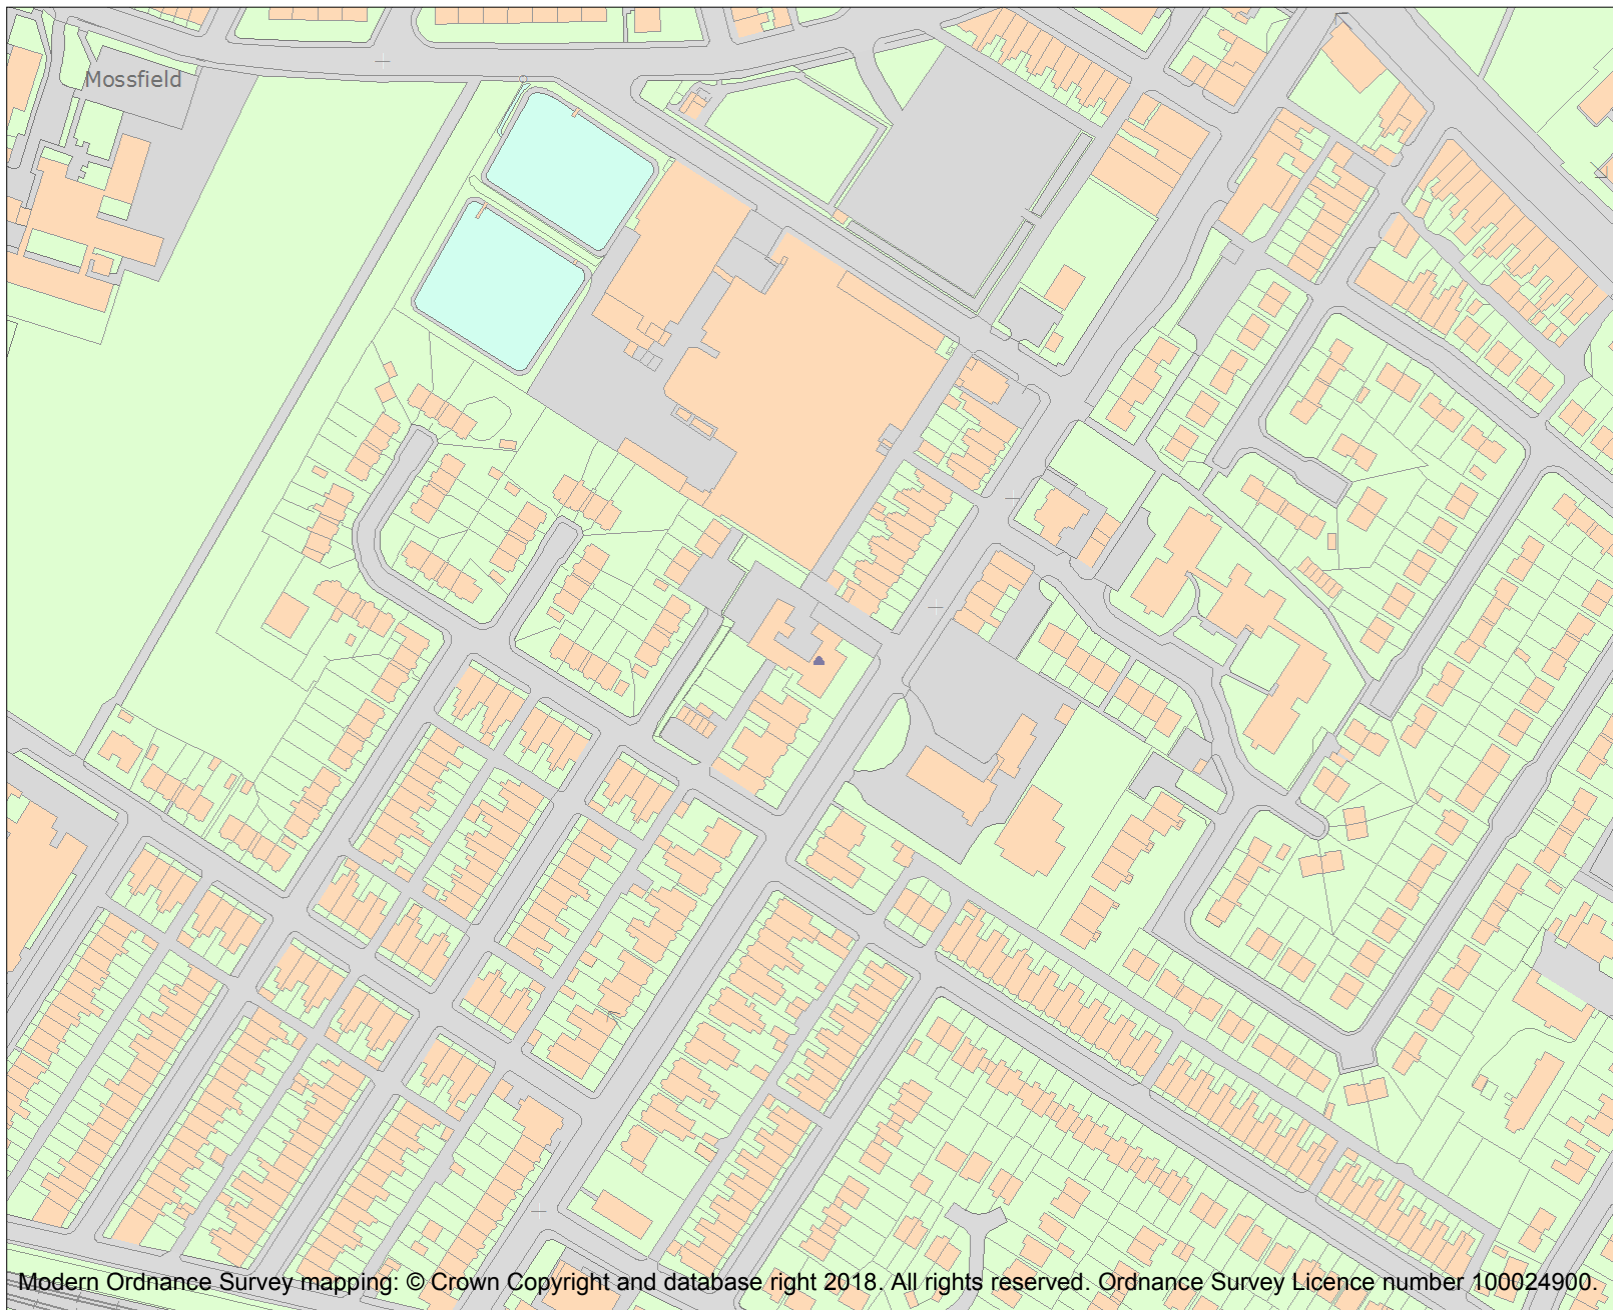 Mossfield
Modern Ordnance Survey mapping: © Crown Copyright and database right 2018. All rights reserved. Ordnance Survey Licence number 100024900.